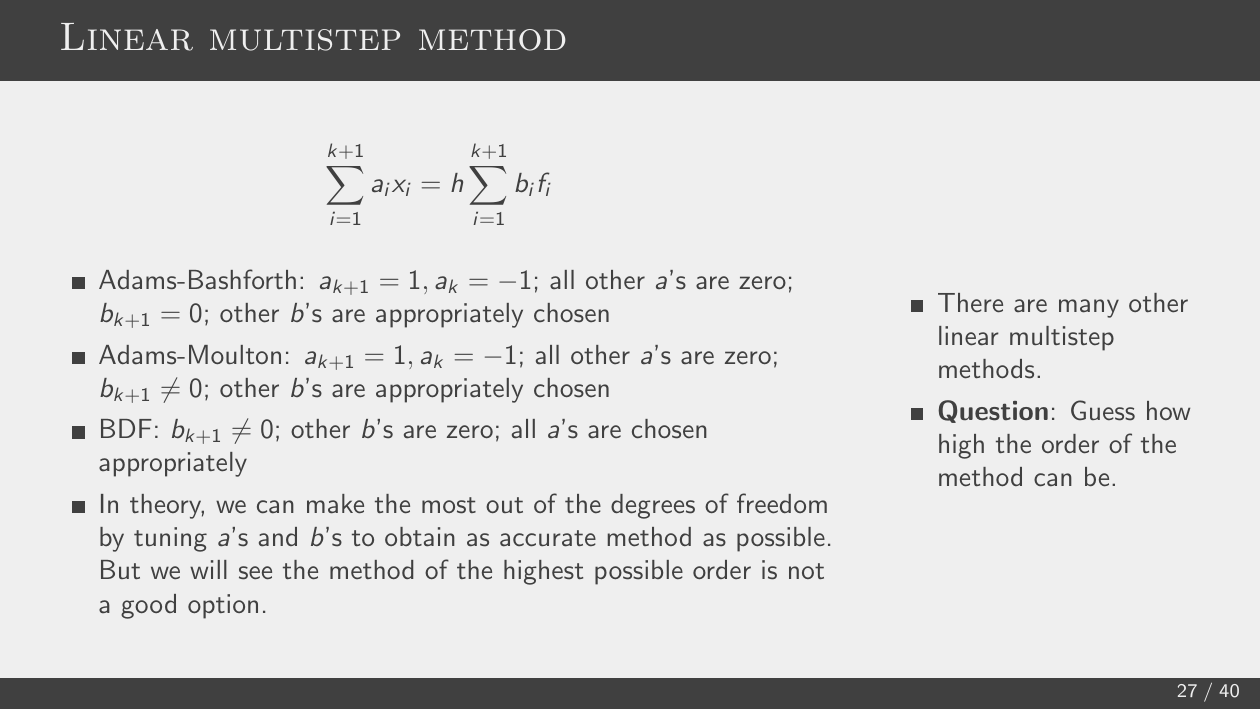 LINEAR MULTISTEP METHOD
k+1 k+1
∑ a_i x_i = h ∑ b_i f_i
i=1 i=1
■ Adams-Bashforth: a_{k+1} = 1, a_k = −1; all other a's are zero;
b_{k+1} = 0; other b's are appropriately chosen
■ Adams-Moulton: a_{k+1} = 1, a_k = −1; all other a's are zero;
b_{k+1} ≠ 0; other b's are appropriately chosen
■ BDF: b_{k+1} ≠ 0; other b's are zero; all a's are chosen
appropriately
■ In theory, we can make the most out of the degrees of freedom
by tuning a's and b's to obtain as accurate method as possible.
But we will see the method of the highest possible order is not
a good option.
■ There are many other
linear multistep
methods.
■ Question: Guess how
high the order of the
method can be.
27 / 40